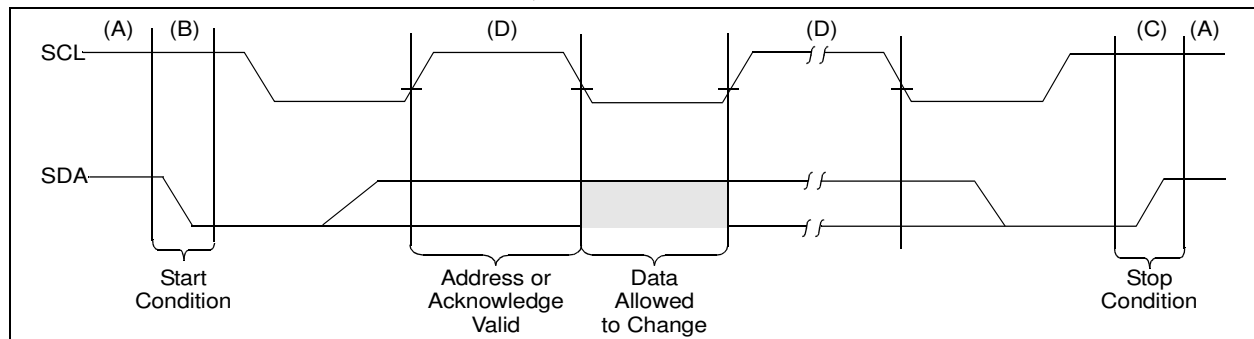 (A) (B) (D) (D) (C) (A)
SCL
SDA
Start
Condition
Address or
Acknowledge
Valid
Data
Allowed
to Change
Stop
Condition